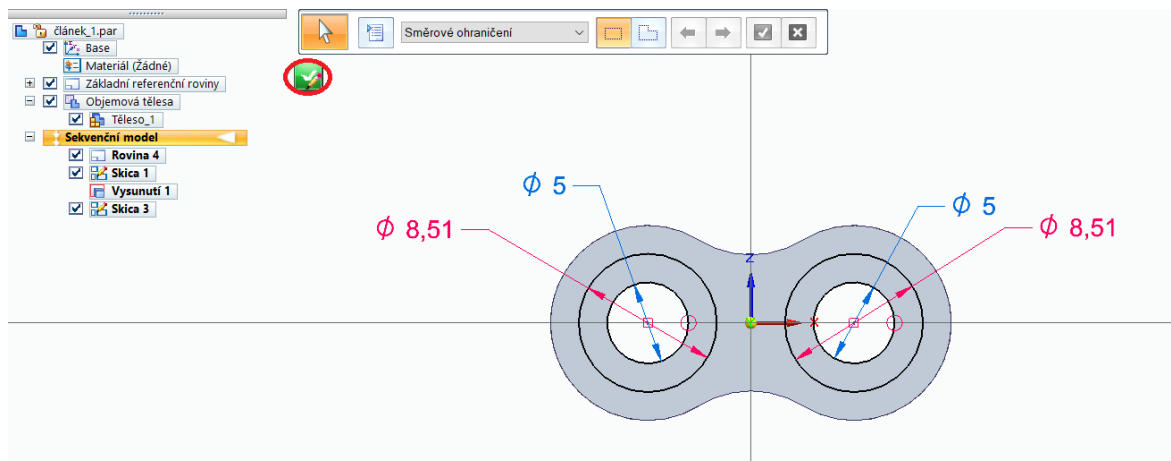 článek_1.par
Base
Materiál (Žádné)
Základní referenční roviny
Objemová tělesa
Těleso_1
Sekvenční model
Rovina 4
Skica 1
Vysunutí 1
Skica 3
Směrové ohraničení
ϕ 5
ϕ 5
ϕ 8,51
ϕ 8,51
Z
X